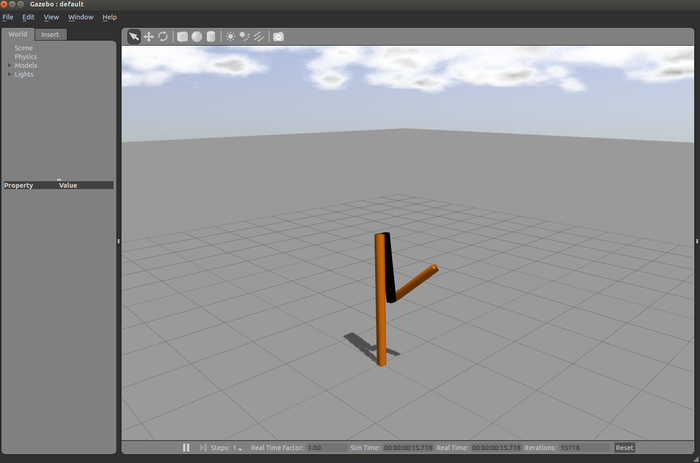 Gazebo : default
File Edit View Window Help
World Insert
Scene
Physics
Models
Lights
Property Value
Steps: 1 Real Time Factor: 1.00 Sim Time: 00 00:00:15.718 Real Time: 00 00:00:15.718 Iterations: 15718 Reset